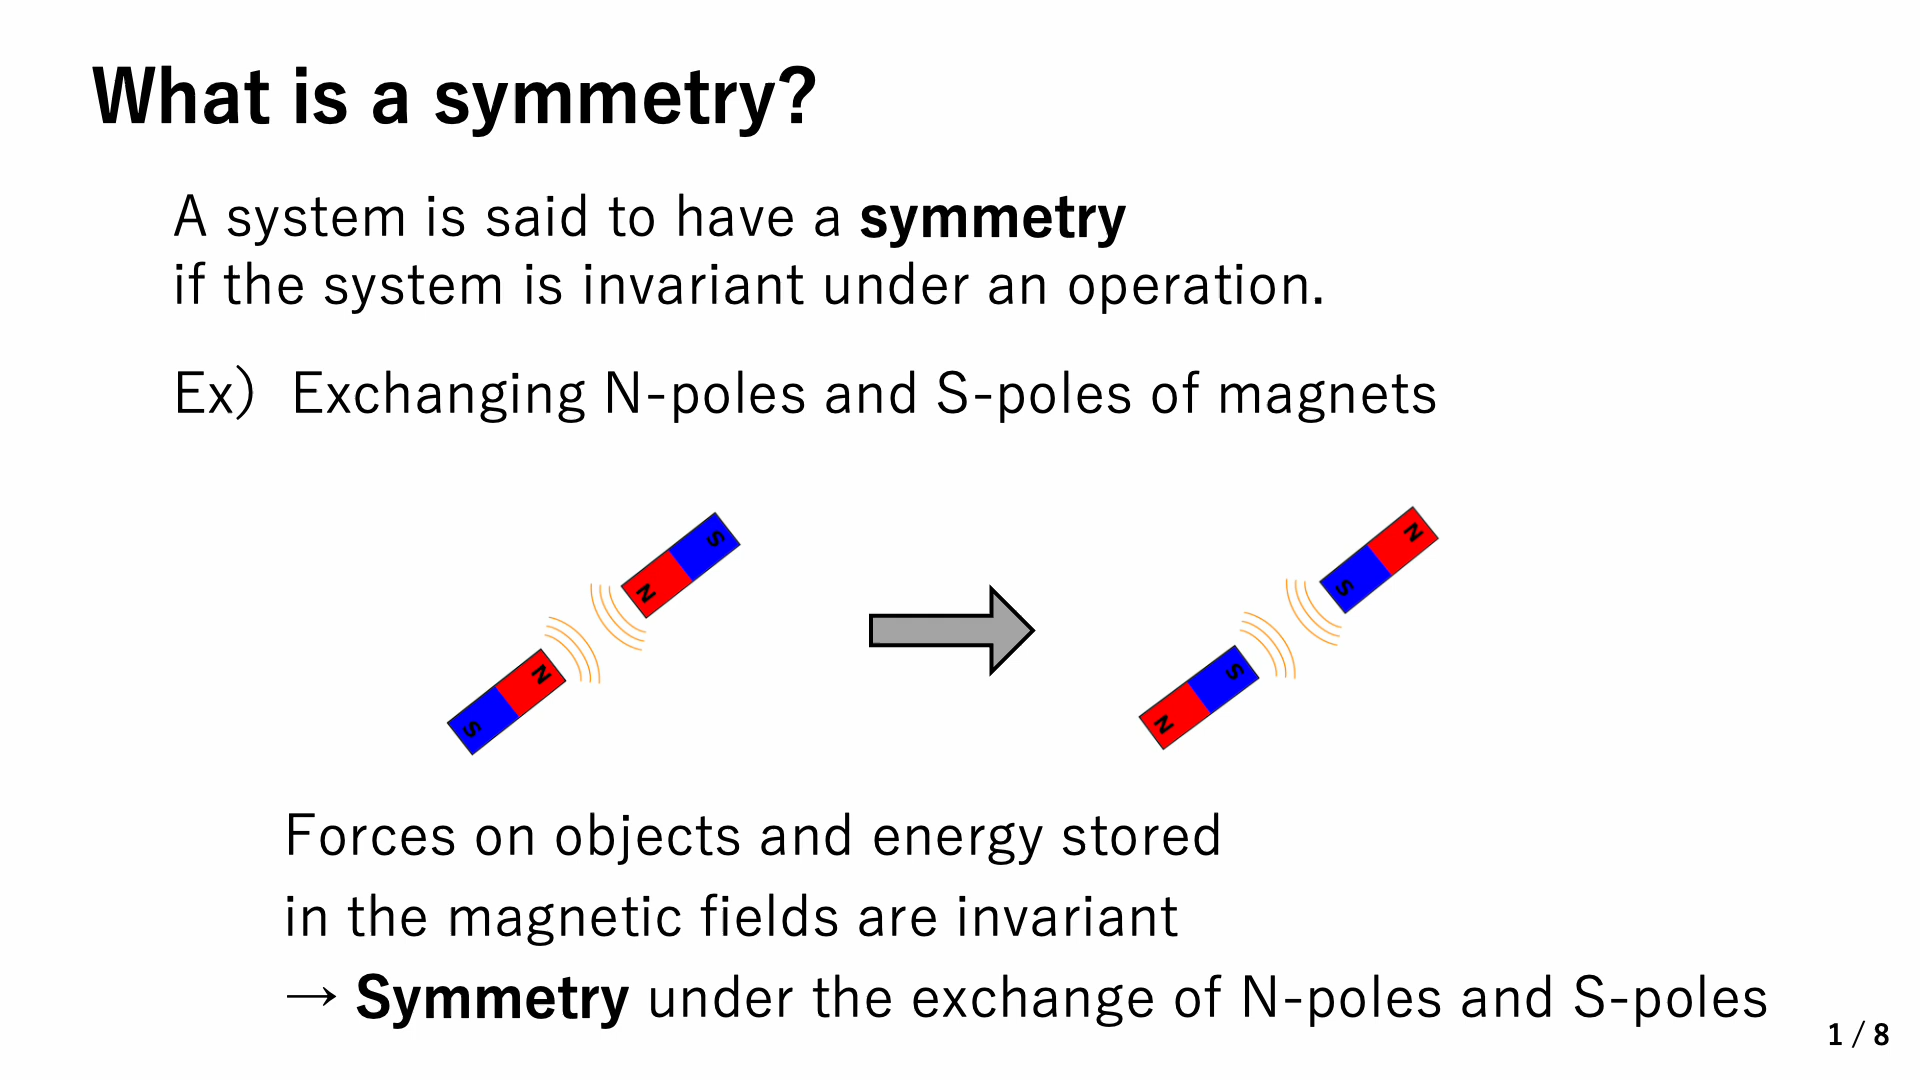 What is a symmetry?
A system is said to have a symmetry
if the system is invariant under an operation.
Ex) Exchanging N-poles and S-poles of magnets
S
N
N
S
N
S
S
N
Forces on objects and energy stored
in the magnetic fields are invariant
→ Symmetry under the exchange of N-poles and S-poles
1 / 8